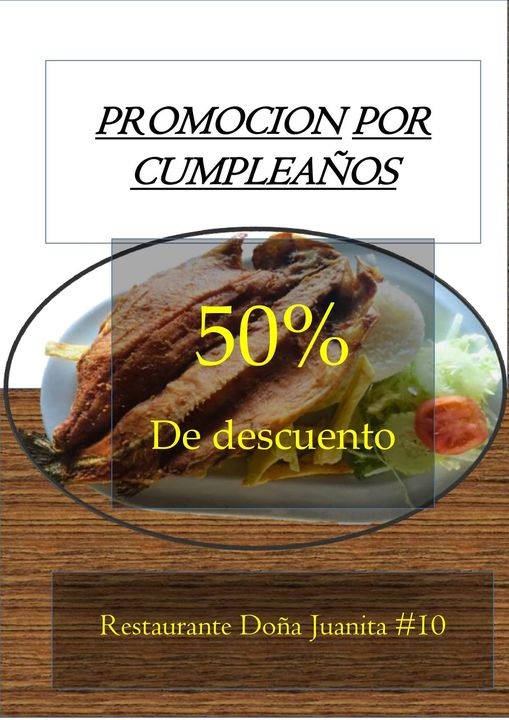 PROMOCION POR
CUMPLEAÑOS
50%
De descuento
Restaurante Doña Juanita #10